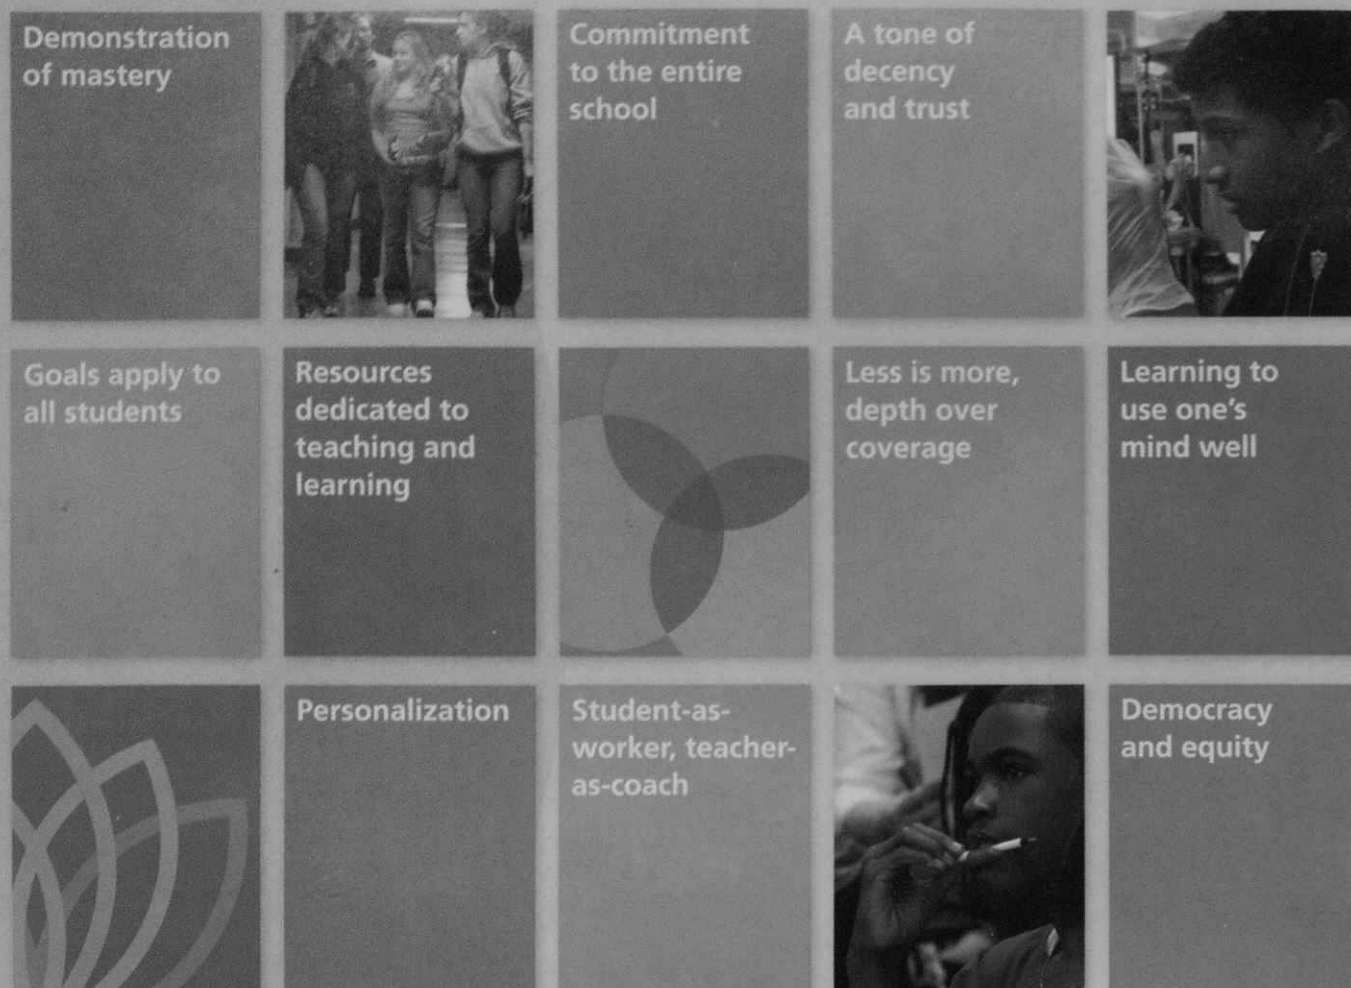 Demonstration
of mastery
Commitment
to the entire
school
A tone of
decency
and trust
Goals apply to
all students
Resources
dedicated to
teaching and
learning
Less is more,
depth over
coverage
Learning to
use one's
mind well
Personalization
Student-as-
worker, teacher-
as-coach
Democracy
and equity